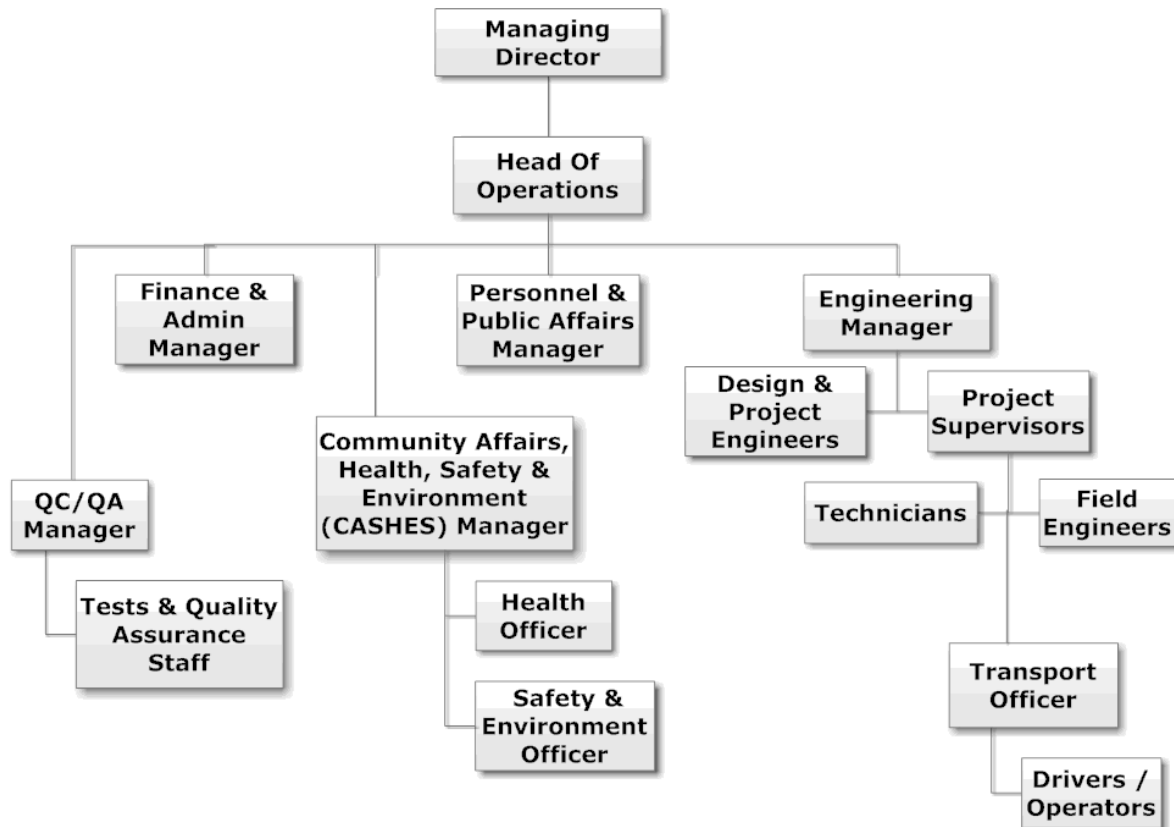 Managing
Director
Head Of
Operations
Finance &
Admin
Manager
Personnel &
Public Affairs
Manager
Engineering
Manager
Design &
Project
Engineers
Project
Supervisors
Community Affairs,
Health, Safety &
Environment
(CASHES) Manager
QC/QA
Manager
Technicians
Field
Engineers
Tests & Quality
Assurance
Staff
Health
Officer
Safety &
Environment
Officer
Transport
Officer
Drivers /
Operators